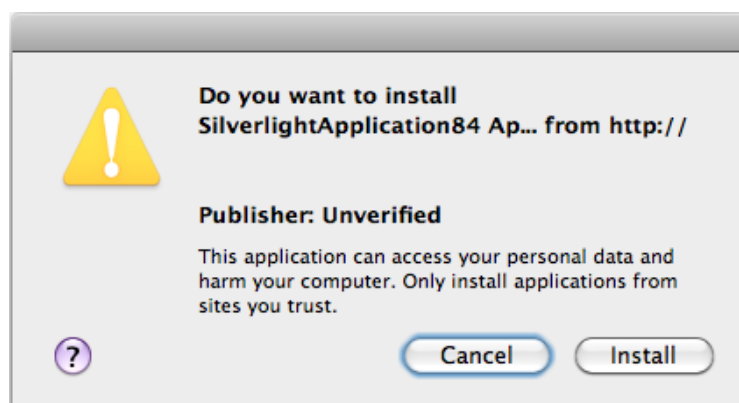 Do you want to install
SilverlightApplication84 Ap... from http://
Publisher: Unverified
This application can access your personal data and
harm your computer. Only install applications from
sites you trust.
? Cancel Install